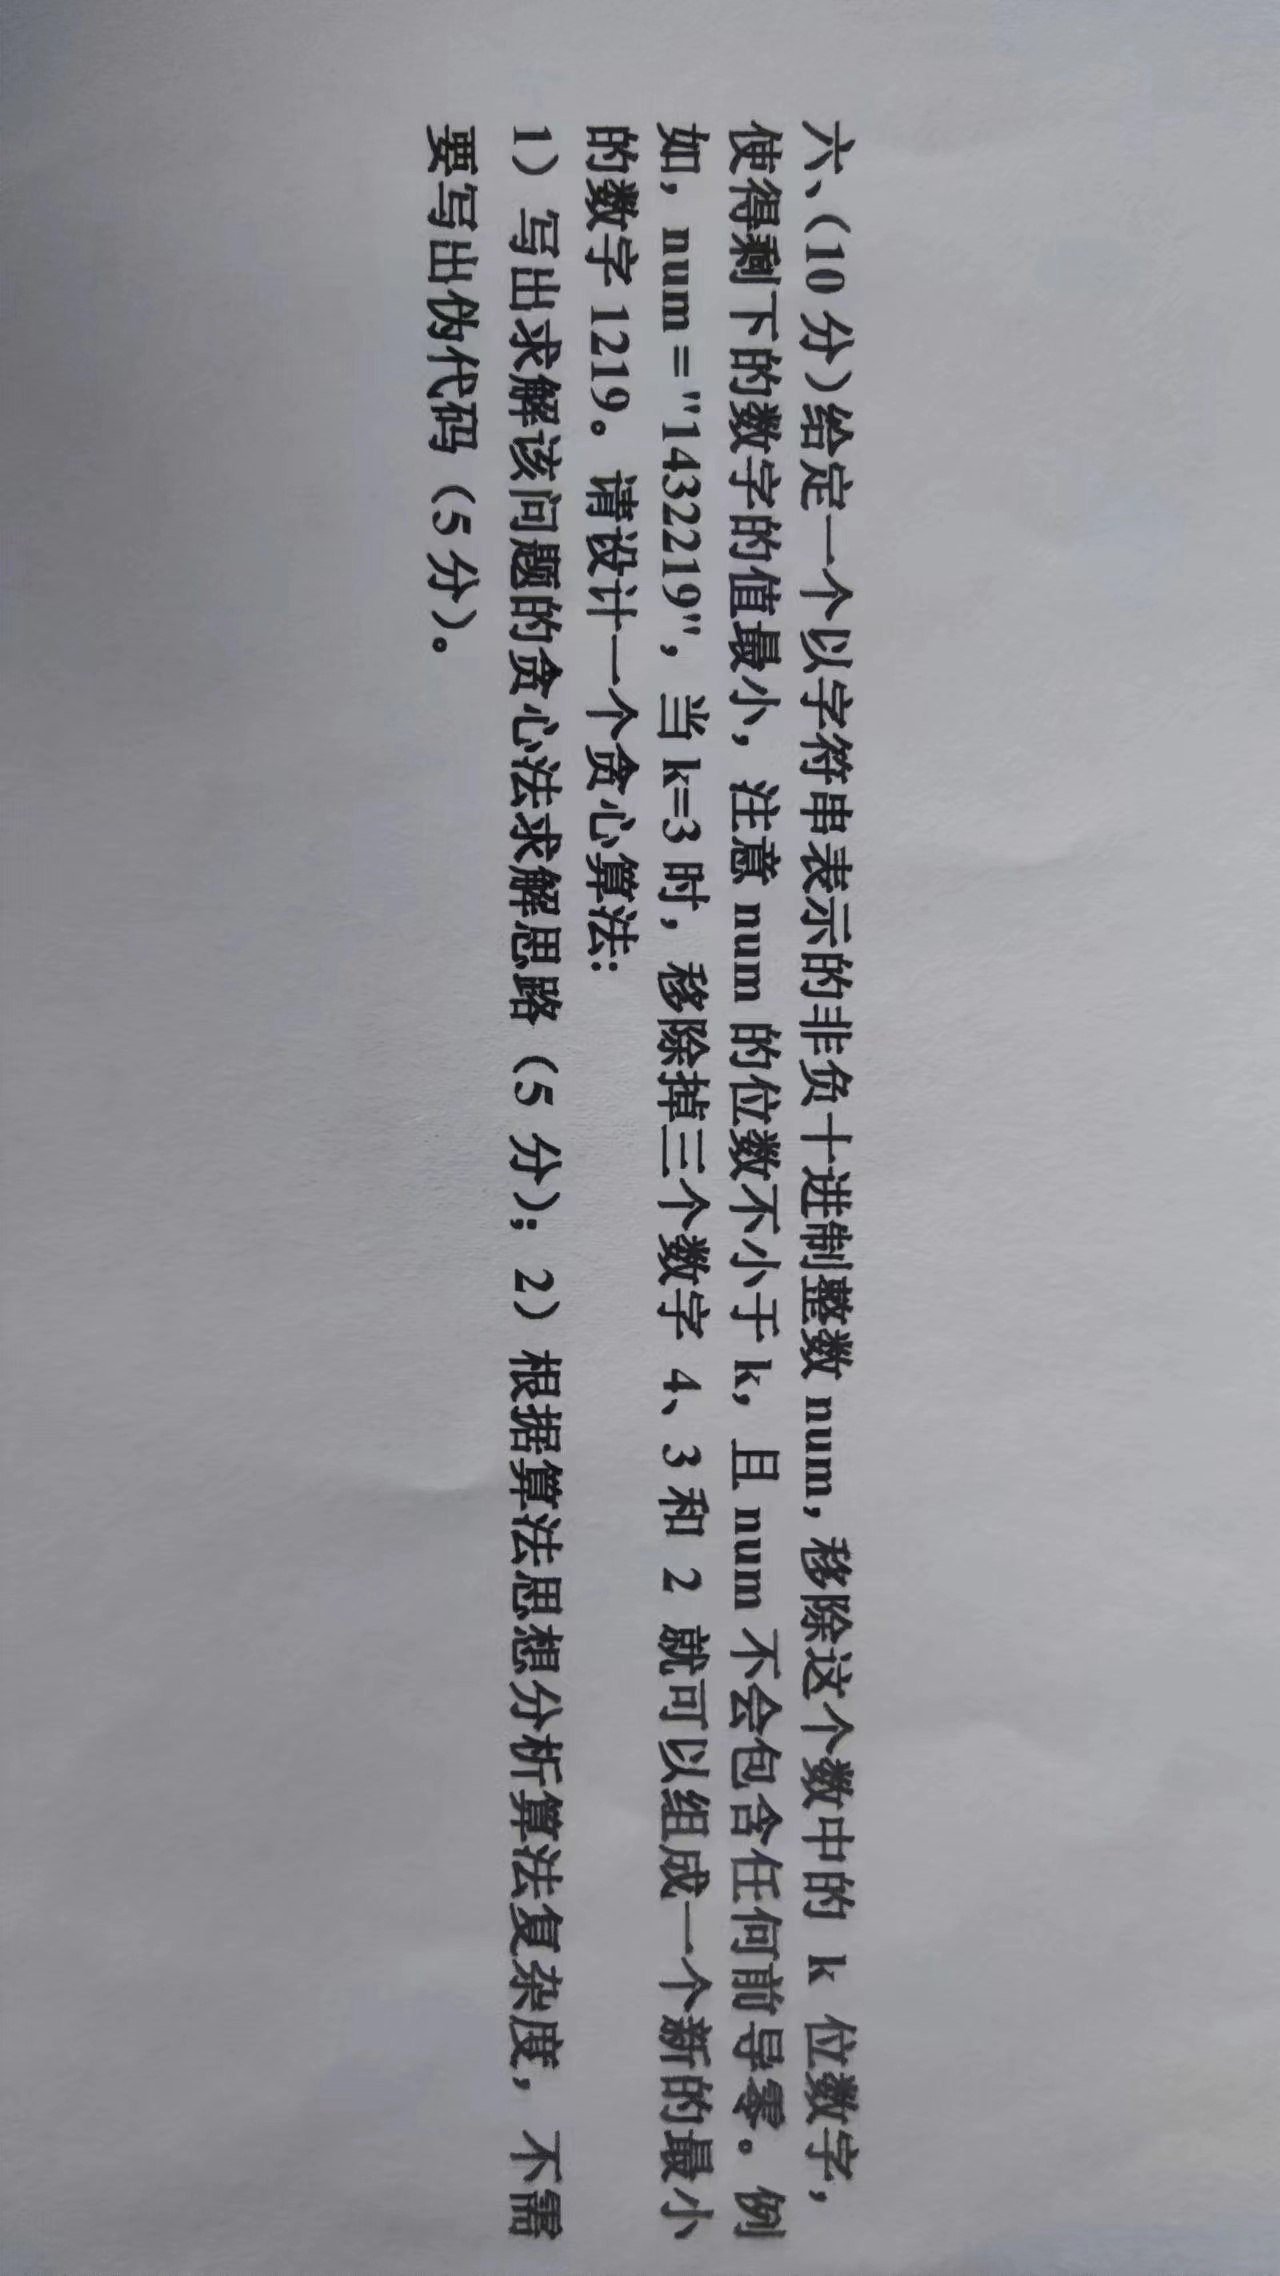 六、（10 分）给定一个以字符串表示的非负十进制整数 num，移除这个数中的 k 位数字，
使得剩下的数字的值最小，注意 num 的位数不小于 k，且 num 不会包含任何前导零。例
如，num = "1432219"，当 k=3 时，移除掉三个数字 4、3 和 2 就可以组成一个新的最小
的数字 1219。请设计一个贪心算法：
1）写出求解该问题的贪心法求解思路（5 分）；2）根据算法思想分析算法复杂度，不需
要写出伪代码（5 分）。